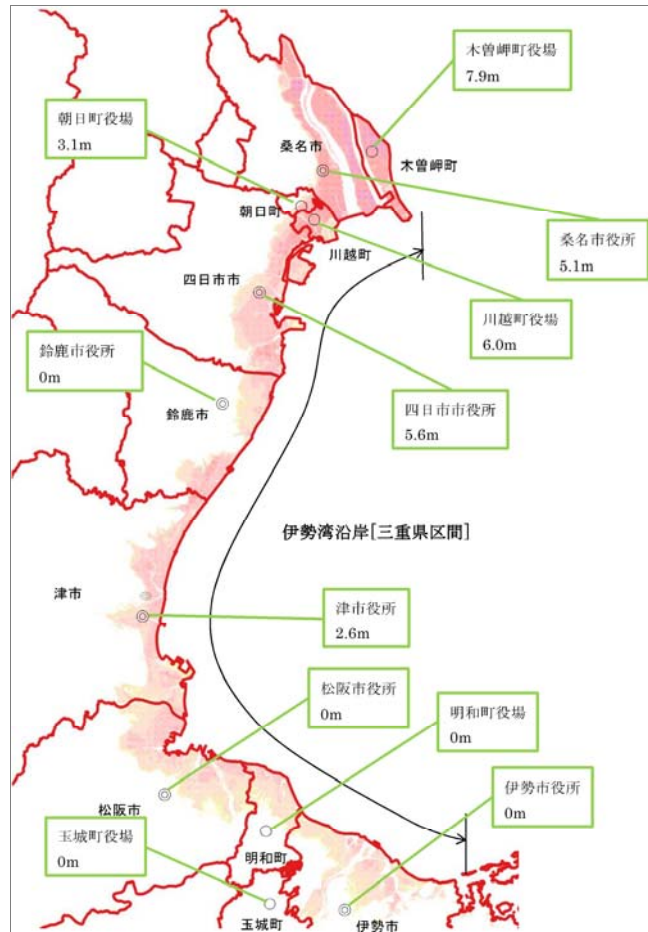 木曽岬町役場
7.9m
朝日町役場
3.1m
桑名市
木曽岬町
朝日町
川越町
桑名市役所
5.1m
四日市市
川越町役場
6.0m
鈴鹿市役所
0m
鈴鹿市
四日市市役所
5.6m
伊勢湾沿岸[三重県区間]
津市
津市役所
2.6m
松阪市役所
0m
明和町役場
0m
伊勢市役所
0m
松阪市
玉城町役場
0m
明和町
玉城町
伊勢市